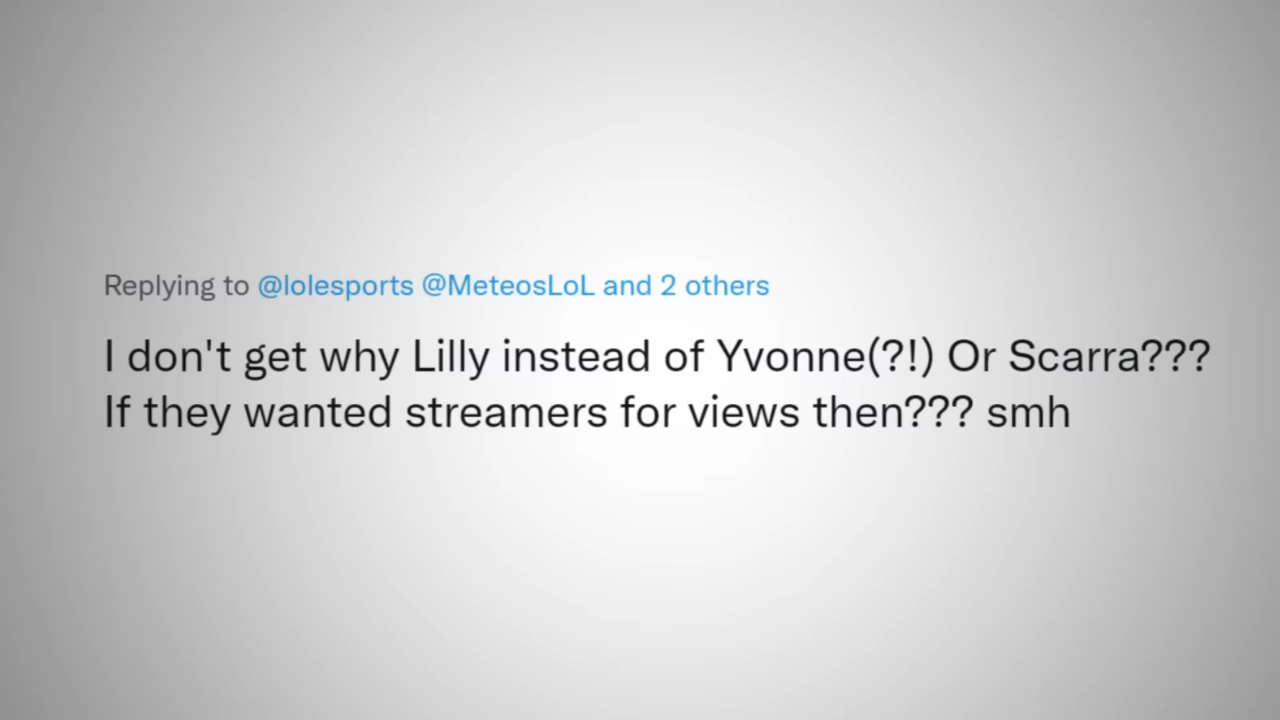 Replying to @lolesports @MeteosLoL and 2 others
I don't get why Lilly instead of Yvonne(?!) Or Scarra???
If they wanted streamers for views then??? smh